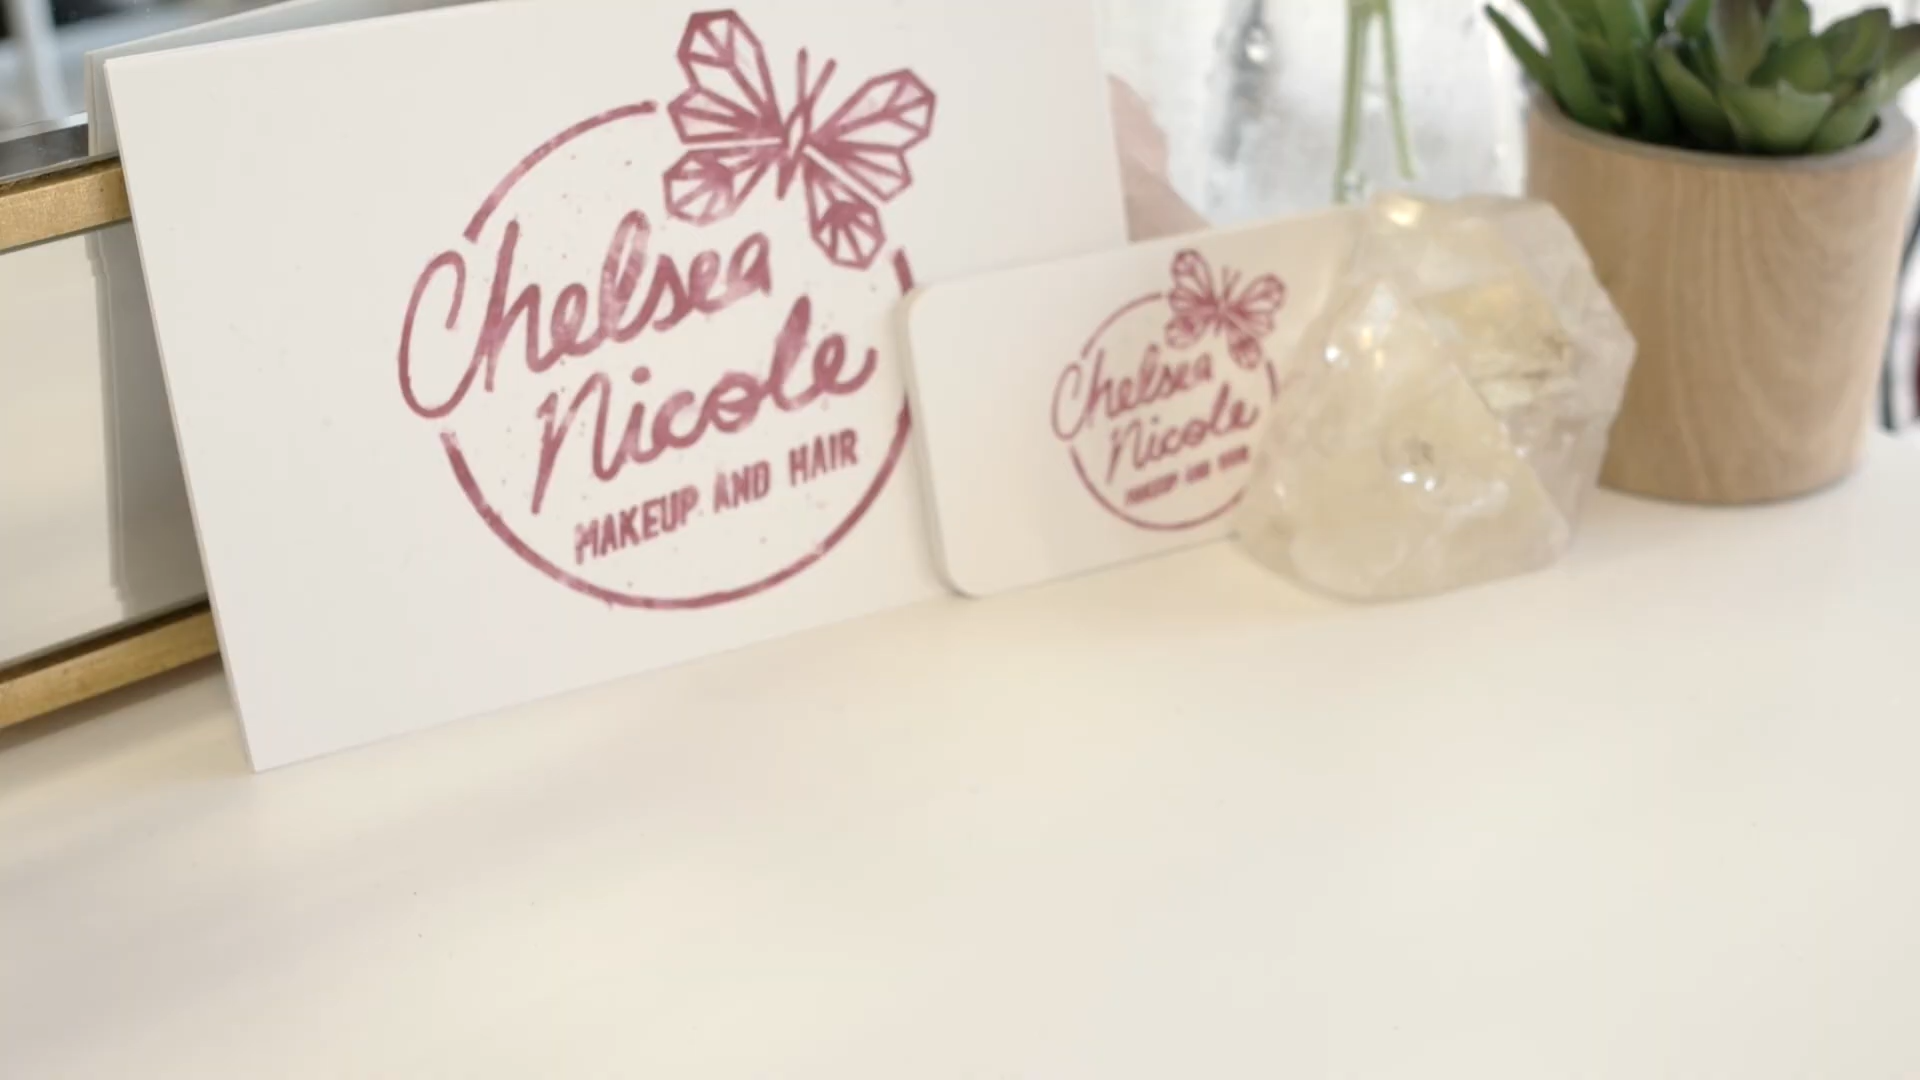 Chelsea
Nicole
MAKEUP AND HAIR
Chelsea
Nicole
MAKEUP AND HAIR